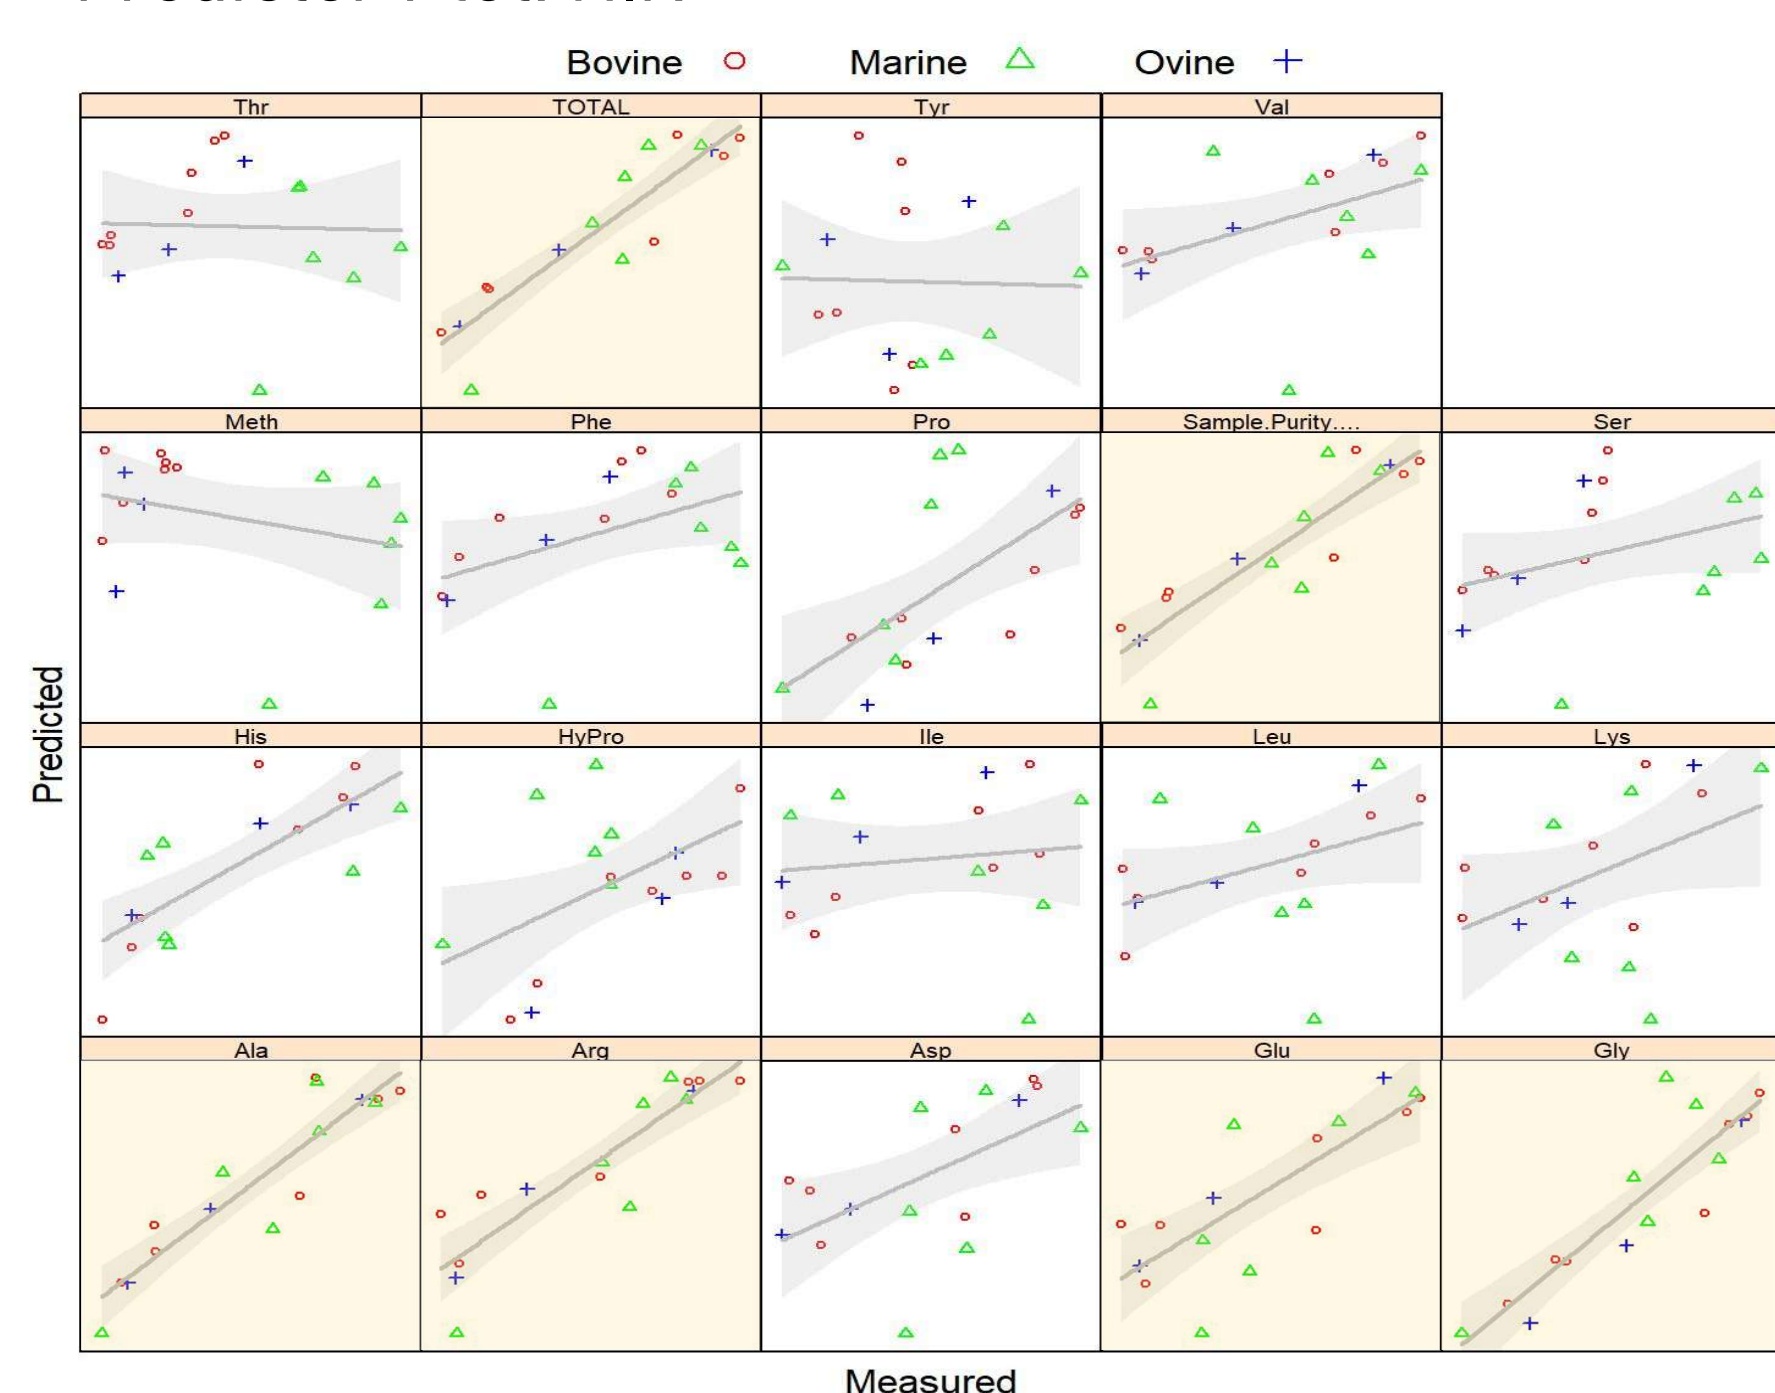 Bovine Marine Ovine
Thr TOTAL Tyr Val
Meth Phe Pro Sample.Purity.... Ser
His HyPro Ile Leu Lys
Ala Arg Asp Glu Gly
Predicted
Measured